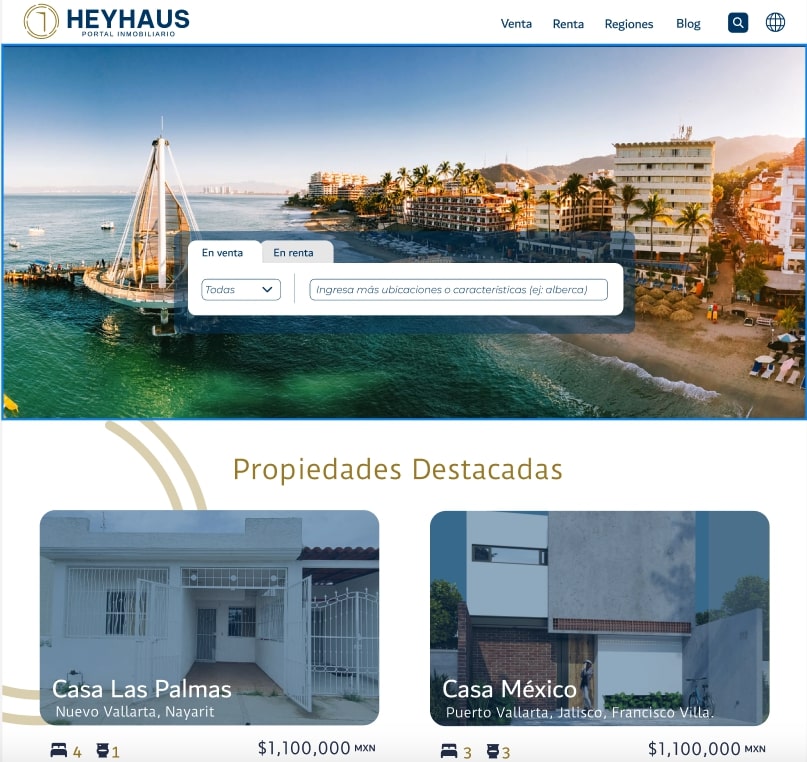 HEYHAUS
PORTAL INMOBILIARIO
Venta Renta Regiones Blog
En venta En renta
Todas Ingresa más ubicaciones o características (ej: alberca)
Propiedades Destacadas
Casa Las Palmas
Nuevo Vallarta, Nayarit
4 1 $1,100,000 MXN
Casa México
Puerto Vallarta, Jalisco, Francisco Villa.
3 3 $1,100,000 MXN